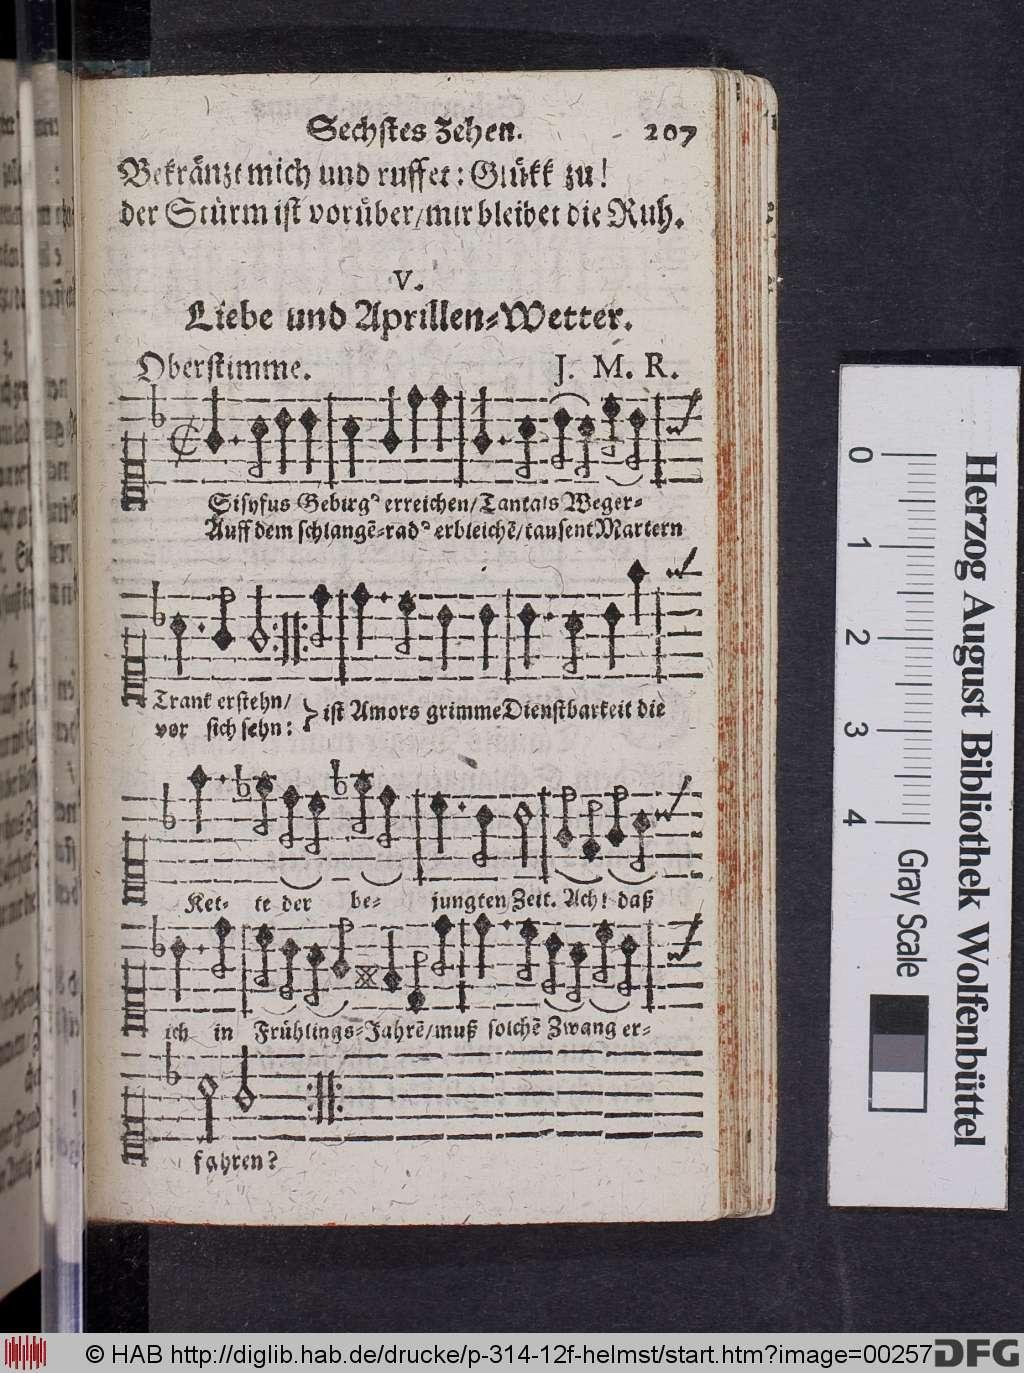 Sechstes Zehen. 207
Bekränzt mich und ruffet: Glükk zu!
der Sturm ist vorüber/mir bleibet die Ruh.
V.
Liebe und Aprillen-Wetter.
Oberstimme. J. M. R.
Sisyfus Gebirg' erreichen/Tantals Weger-
Auff dem schlangē-rad' erbleichē/tausent Martern
Trank erstehn/
vor sich sehn: } ist Amors grimme Dienstbarkeit die
Ket- te der be- jungten Zeit. Ach! daß
ich in Frühlings-Jahrē/muß solchē Zwang er-
fahren?
Herzog August Bibliothek Wolfenbüttel
0 1 2 3 4
Gray Scale
© HAB http://diglib.hab.de/drucke/p-314-12f-helmst/start.htm?image=00257
DFG